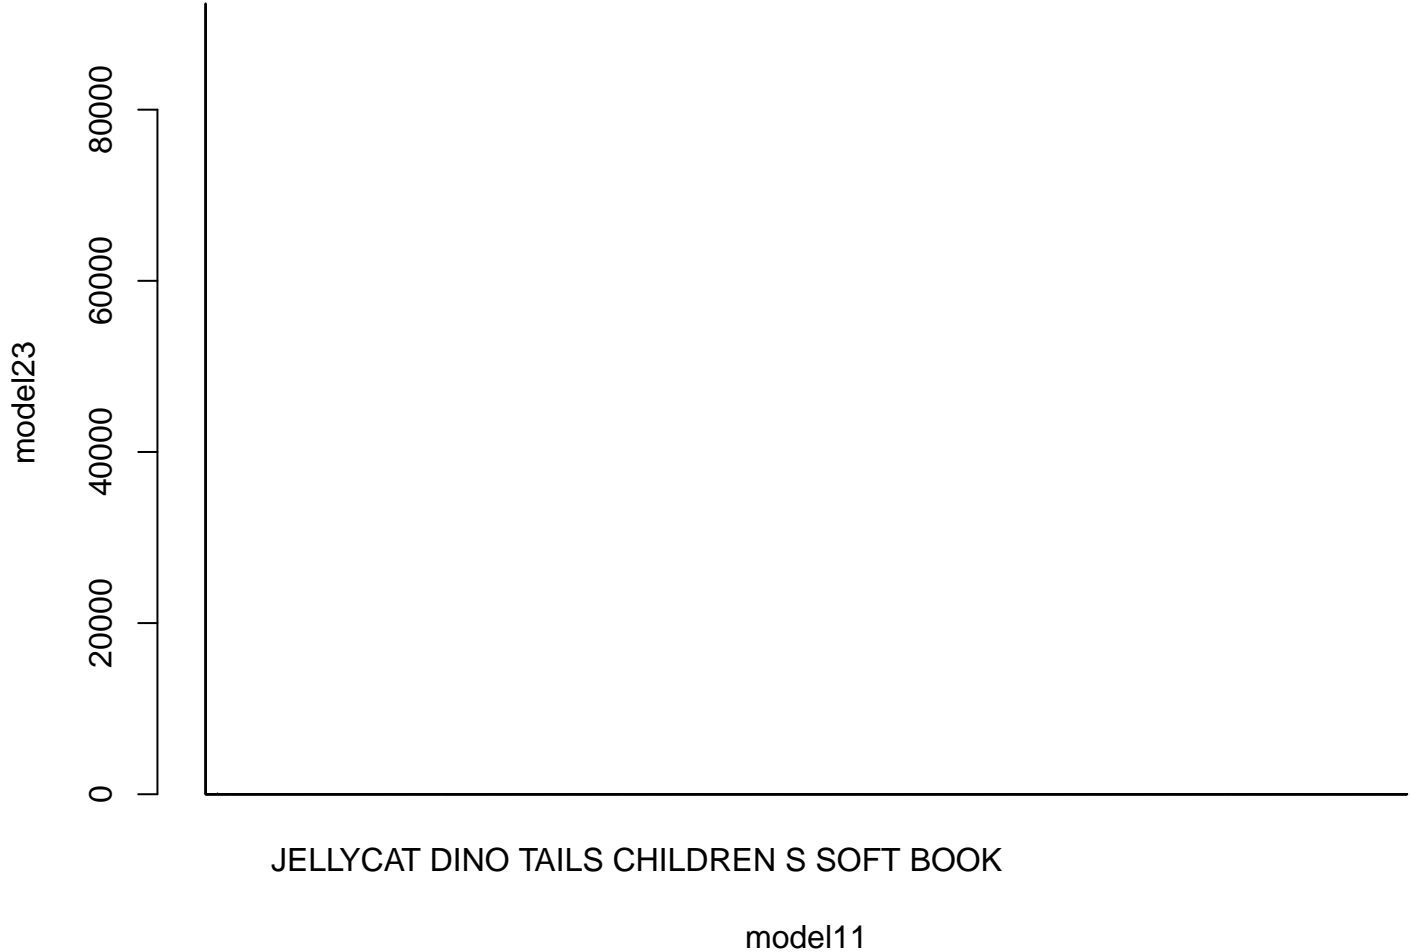 80000
60000
40000
20000
0
model23
JELLYCAT DINO TAILS CHILDREN S SOFT BOOK
model11